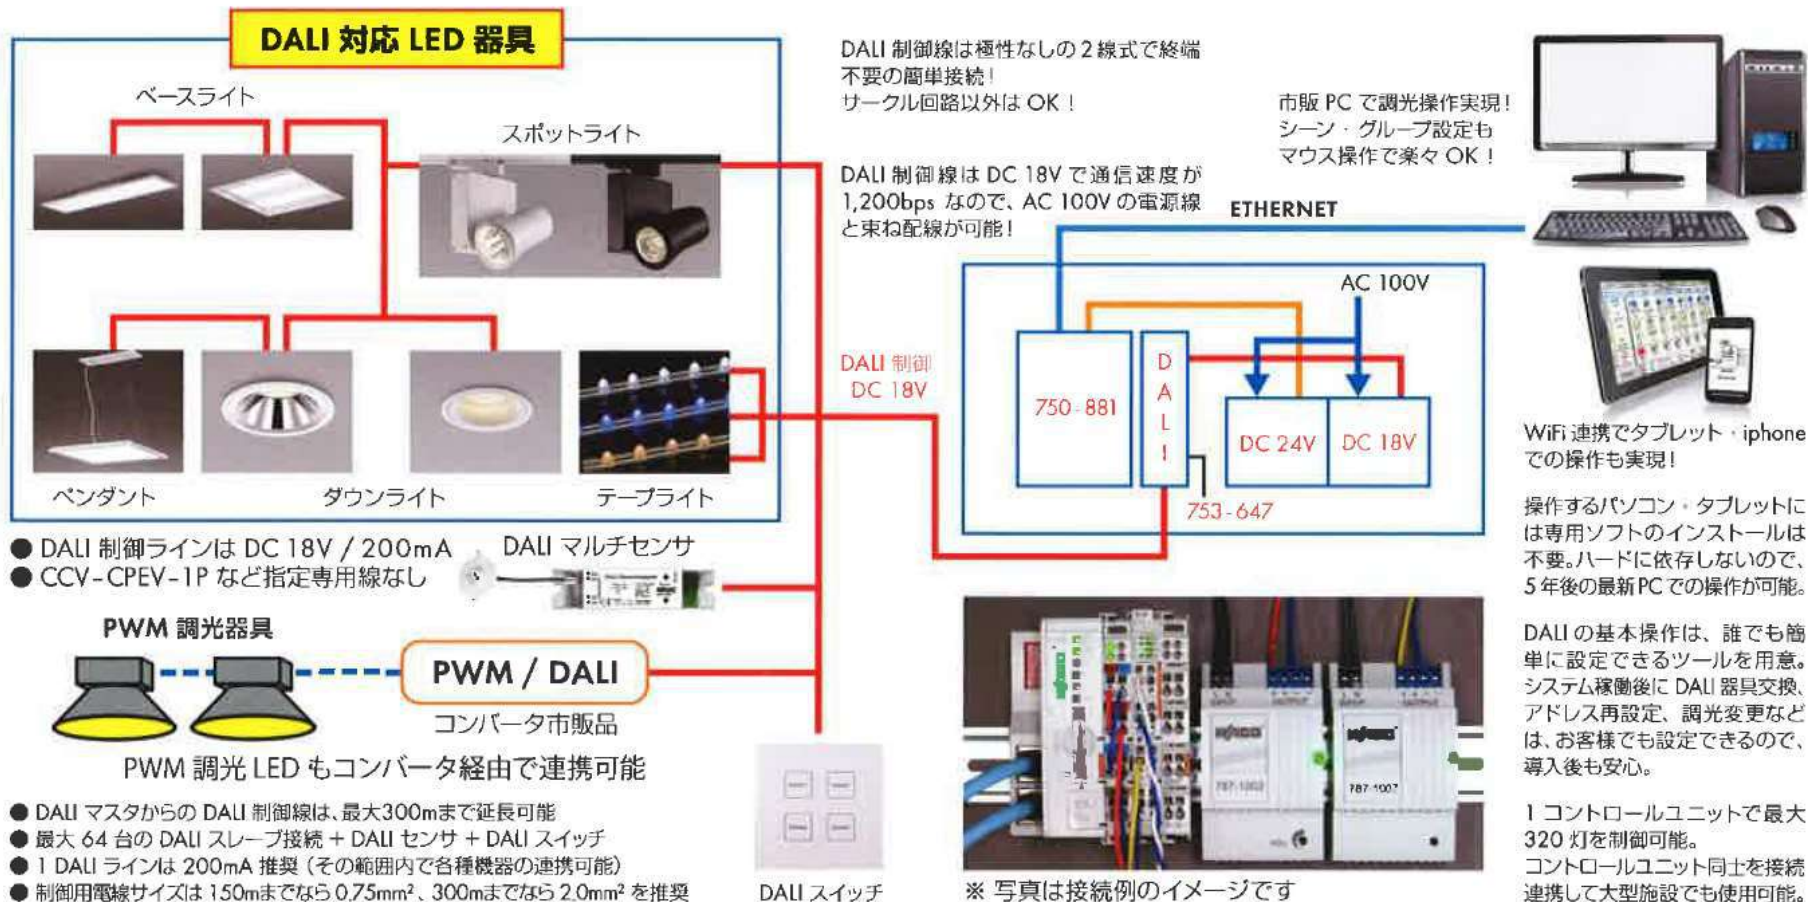 DALI 対応 LED 器具
ベースライト
スポットライト
ペンダント
ダウンライト
テープライト
DALI 制御線は極性なしの 2 線式で終端
不要の簡単接続!
サークル回路以外は OK !
DALI 制御線は DC 18V で通信速度が
1,200bps なので、AC 100V の電源線
と束ね配線が可能!
市販 PC で調光操作実現!
シーン・グループ設定も
マウス操作で楽々 OK !
ETHERNET
AC 100V
DALI 制御
DC 18V
750-881
DALI
DC 24V
DC 18V
753-647
WiFi 連携でタブレット・iphone
での操作も実現!
操作するパソコン・タブレットに
は専用ソフトのインストールは
不要。ハードに依存しないので、
5 年後の最新 PC での操作が可能。
DALI の基本操作は、誰でも簡
単に設定できるツールを用意。
システム稼働後に DALI 器具交換、
アドレス再設定、調光変更など
は、お客様でも設定できるので、
導入後も安心。
1 コントロールユニットで最大
320 灯を制御可能。
コントロールユニット同士を接続
連携して大型施設でも使用可能。
● DALI 制御ラインは DC 18V / 200mA
● CCV-CPEV-1P など指定専用線なし
DALI マルチセンサ
PWM 調光器具
PWM / DALI
コンバータ市販品
PWM 調光 LED もコンバータ経由で連携可能
● DALI マスタからの DALI 制御線は、最大300mまで延長可能
● 最大 64 台の DALI スレーブ接続 + DALI センサ + DALI スイッチ
● 1 DALI ラインは 200mA 推奨 (その範囲内で各種機器の連携可能)
● 制御用電線サイズは 150mまでなら 0.75mm²、300mまでなら 2.0mm² を推奨
DALI スイッチ
WAGO
787-1002
WAGO
787-1007
※ 写真は接続例のイメージです